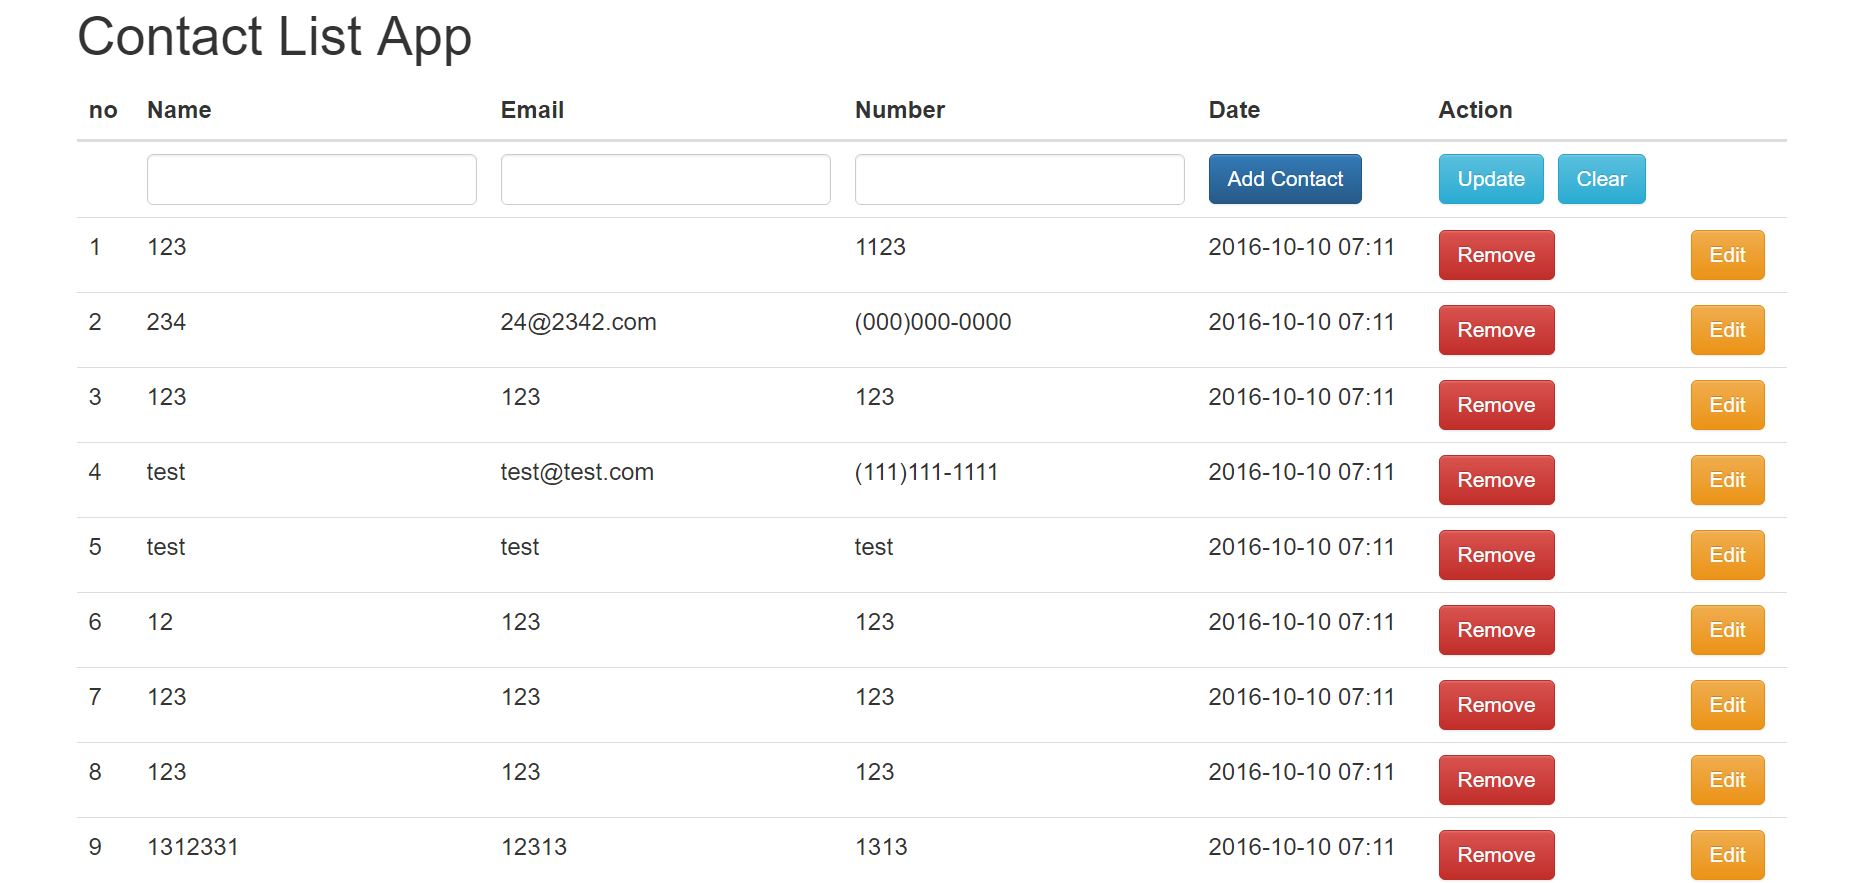 Contact List App
no Name Email Number Date Action
Add Contact Update Clear
1 123 1123 2016-10-10 07:11 Remove Edit
2 234 24@2342.com (000)000-0000 2016-10-10 07:11 Remove Edit
3 123 123 123 2016-10-10 07:11 Remove Edit
4 test test@test.com (111)111-1111 2016-10-10 07:11 Remove Edit
5 test test test 2016-10-10 07:11 Remove Edit
6 12 123 123 2016-10-10 07:11 Remove Edit
7 123 123 123 2016-10-10 07:11 Remove Edit
8 123 123 123 2016-10-10 07:11 Remove Edit
9 1312331 12313 1313 2016-10-10 07:11 Remove Edit